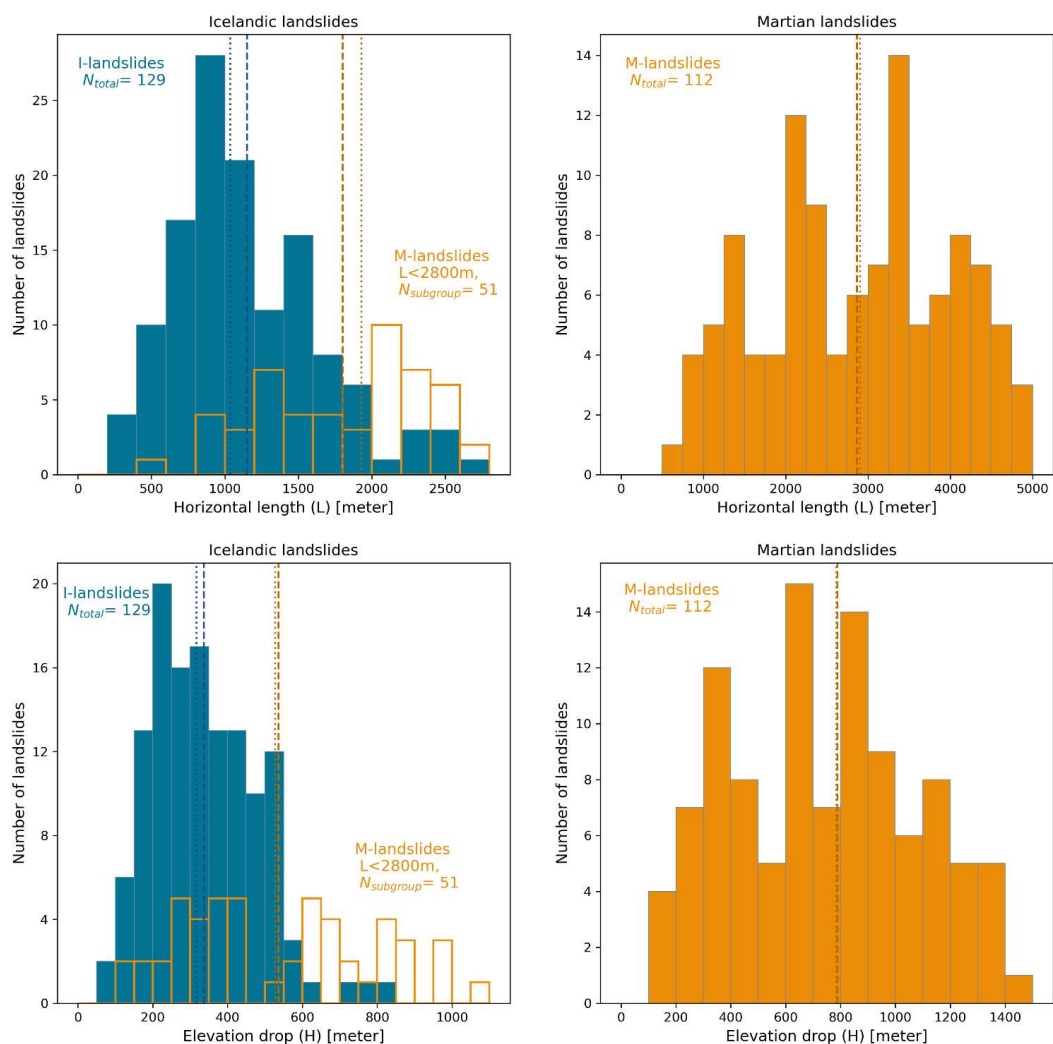 Icelandic landslides
I-landslides
N_total= 129
M-landslides
L<2800m,
N_subgroup= 51
Number of landslides
25
20
15
10
5
0
0 500 1000 1500 2000 2500
Horizontal length (L) [meter]
Martian landslides
M-landslides
N_total= 112
Number of landslides
14
12
10
8
6
4
2
0
0 1000 2000 3000 4000 5000
Horizontal length (L) [meter]
Icelandic landslides
I-landslides
N_total= 129
M-landslides
L<2800m,
N_subgroup= 51
Number of landslides
20
16
12
8
4
0
0 200 400 600 800 1000
Elevation drop (H) [meter]
Martian landslides
M-landslides
N_total= 112
Number of landslides
14
12
10
8
6
4
2
0
0 200 400 600 800 1000 1200 1400
Elevation drop (H) [meter]